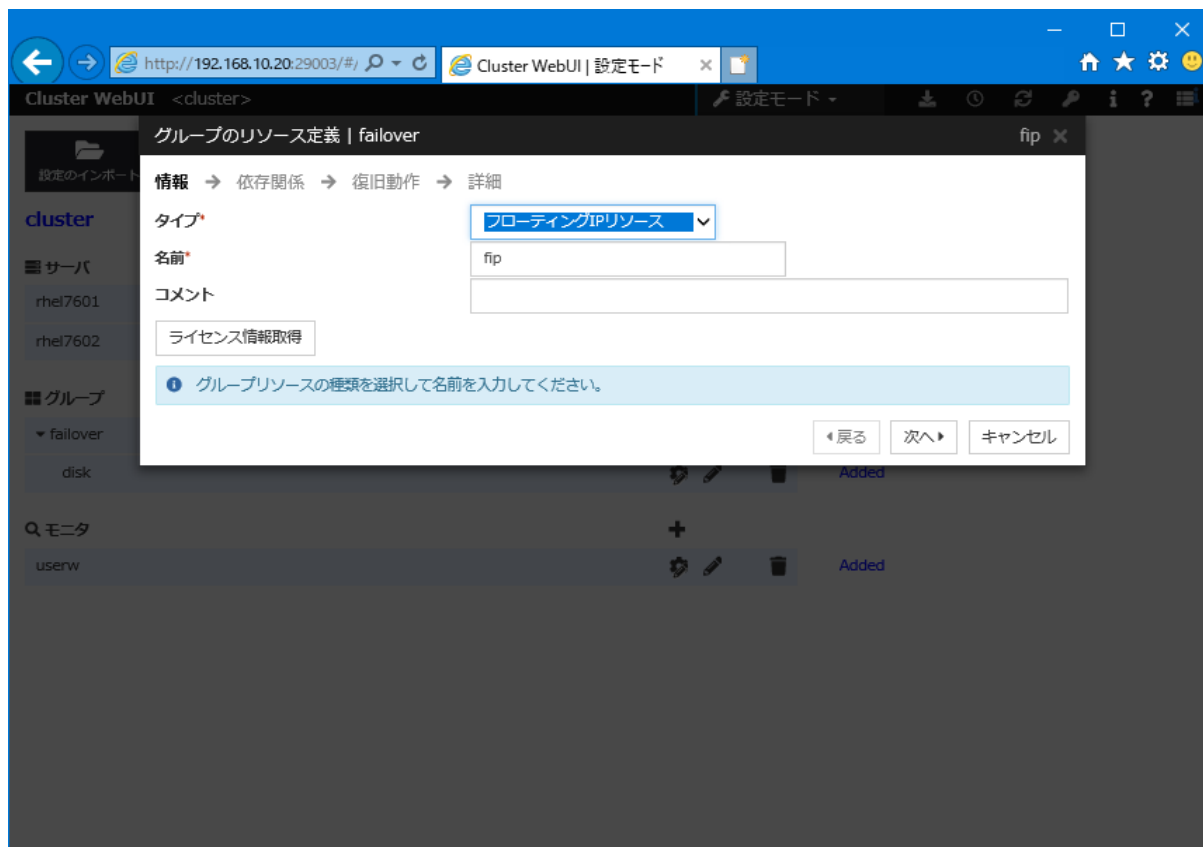 http://192.168.10.20:29003/#/
Cluster WebUI | 設定モード
Cluster WebUI <cluster>
設定モード
設定のインポート
グループのリソース定義 | failover
fip
情報 → 依存関係 → 復旧動作 → 詳細
cluster
タイプ*
フローティングIPリソース
サーバ
名前*
fip
rhel7601
コメント
rhel7602
ライセンス情報取得
グループリソースの種類を選択して名前を入力してください。
グループ
failover
戻る
次へ
キャンセル
disk
Added
モニタ
userw
Added